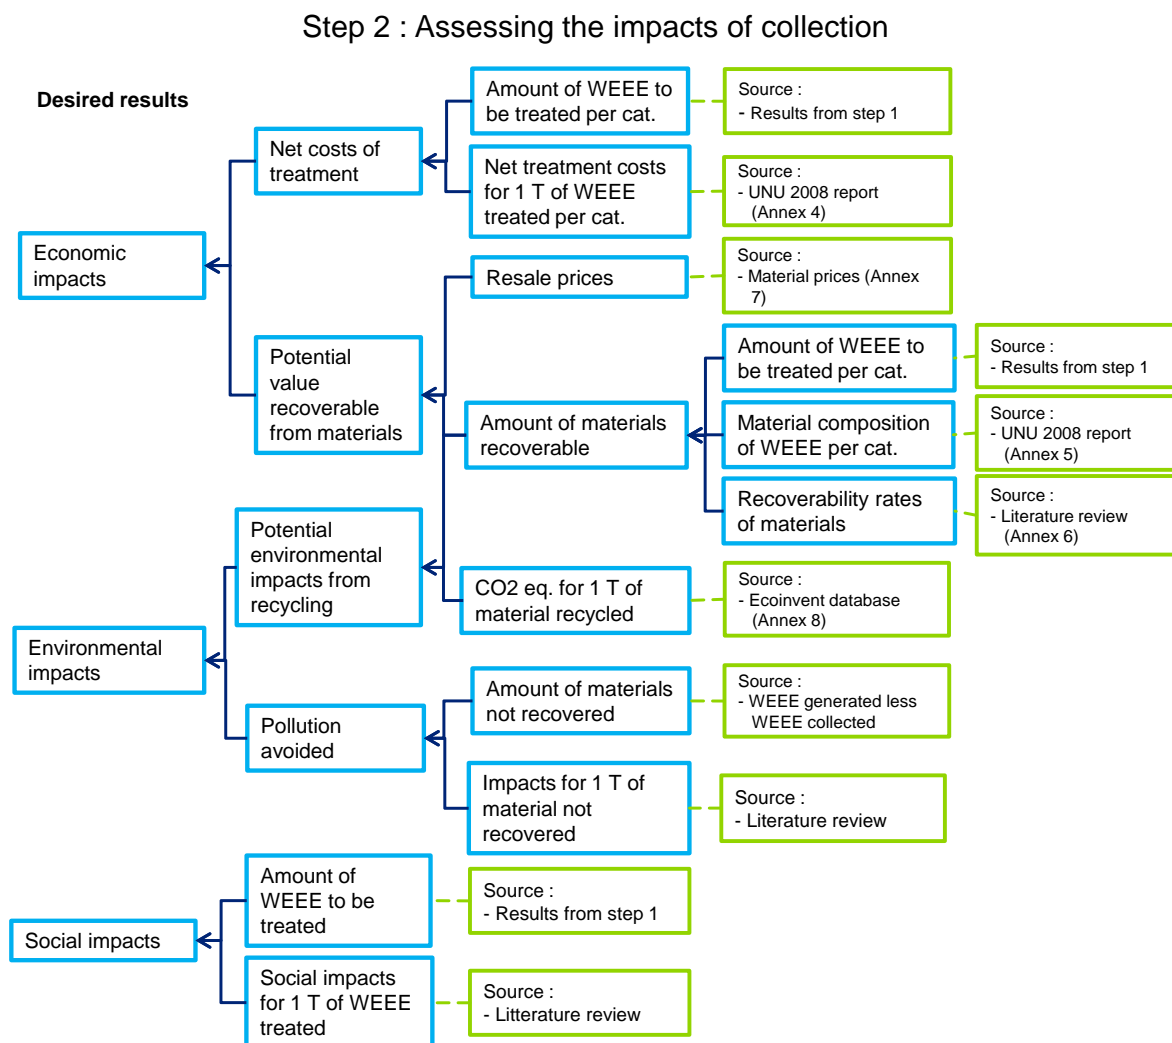 Step 2 : Assessing the impacts of collection
Desired results
Amount of WEEE to
be treated per cat.
Source :
- Results from step 1
Net costs of
treatment
Net treatment costs
for 1 T of WEEE
treated per cat.
Source :
- UNU 2008 report
(Annex 4)
Economic
impacts
Resale prices
Source :
- Material prices (Annex
7)
Potential
value
recoverable
from materials
Amount of materials
recoverable
Amount of WEEE to
be treated per cat.
Source :
- Results from step 1
Material composition
of WEEE per cat.
Source :
- UNU 2008 report
(Annex 5)
Recoverability rates
of materials
Source :
- Literature review
(Annex 6)
Potential
environmental
impacts from
recycling
CO2 eq. for 1 T of
material recycled
Source :
- Ecoinvent database
(Annex 8)
Environmental
impacts
Amount of materials
not recovered
Source :
- WEEE generated less
WEEE collected
Pollution
avoided
Impacts for 1 T of
material not
recovered
Source :
- Literature review
Amount of
WEEE to be
treated
Source :
- Results from step 1
Social impacts
Social impacts
for 1 T of WEEE
treated
Source :
- Litterature review